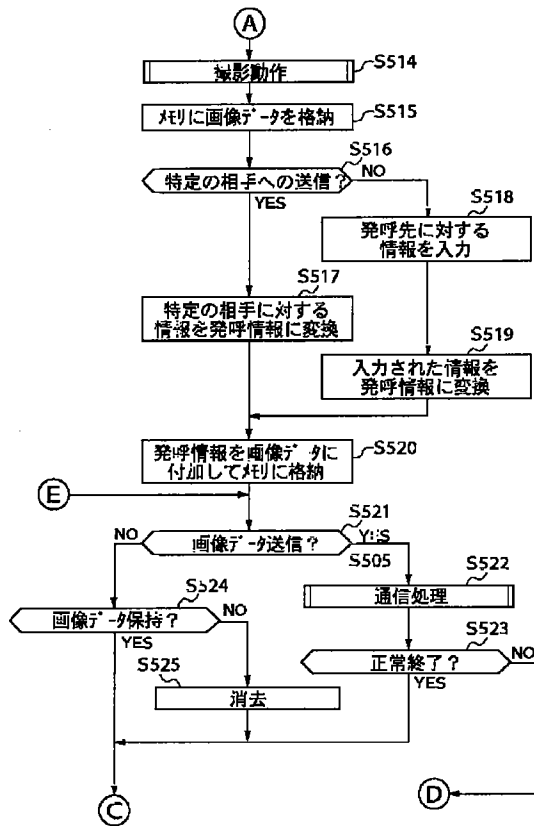 A
撮影動作
S514
メモリに画像データを格納
S515
S516
特定の相手への送信?
NO
YES
S518
発呼先に対する
情報を入力
S517
特定の相手に対する
情報を発呼情報に変換
S519
入力された情報を
発呼情報に変換
発呼情報を画像データに
付加してメモリに格納
S520
E
S521
NO
画像データ送信?
YES
S505
S522
通信処理
S524
画像データ保持?
NO
YES
S523
正常終了?
NO
YES
S525
消去
C
D